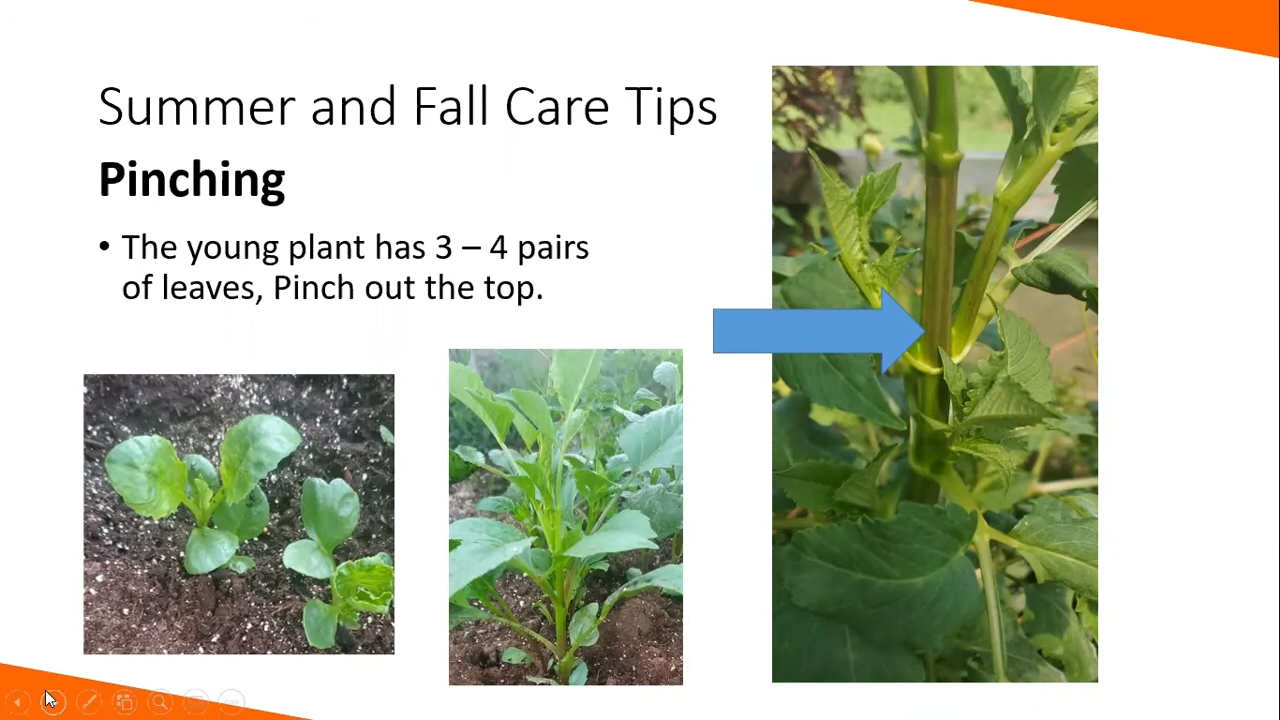 Summer and Fall Care Tips
Pinching
• The young plant has 3 – 4 pairs
of leaves, Pinch out the top.